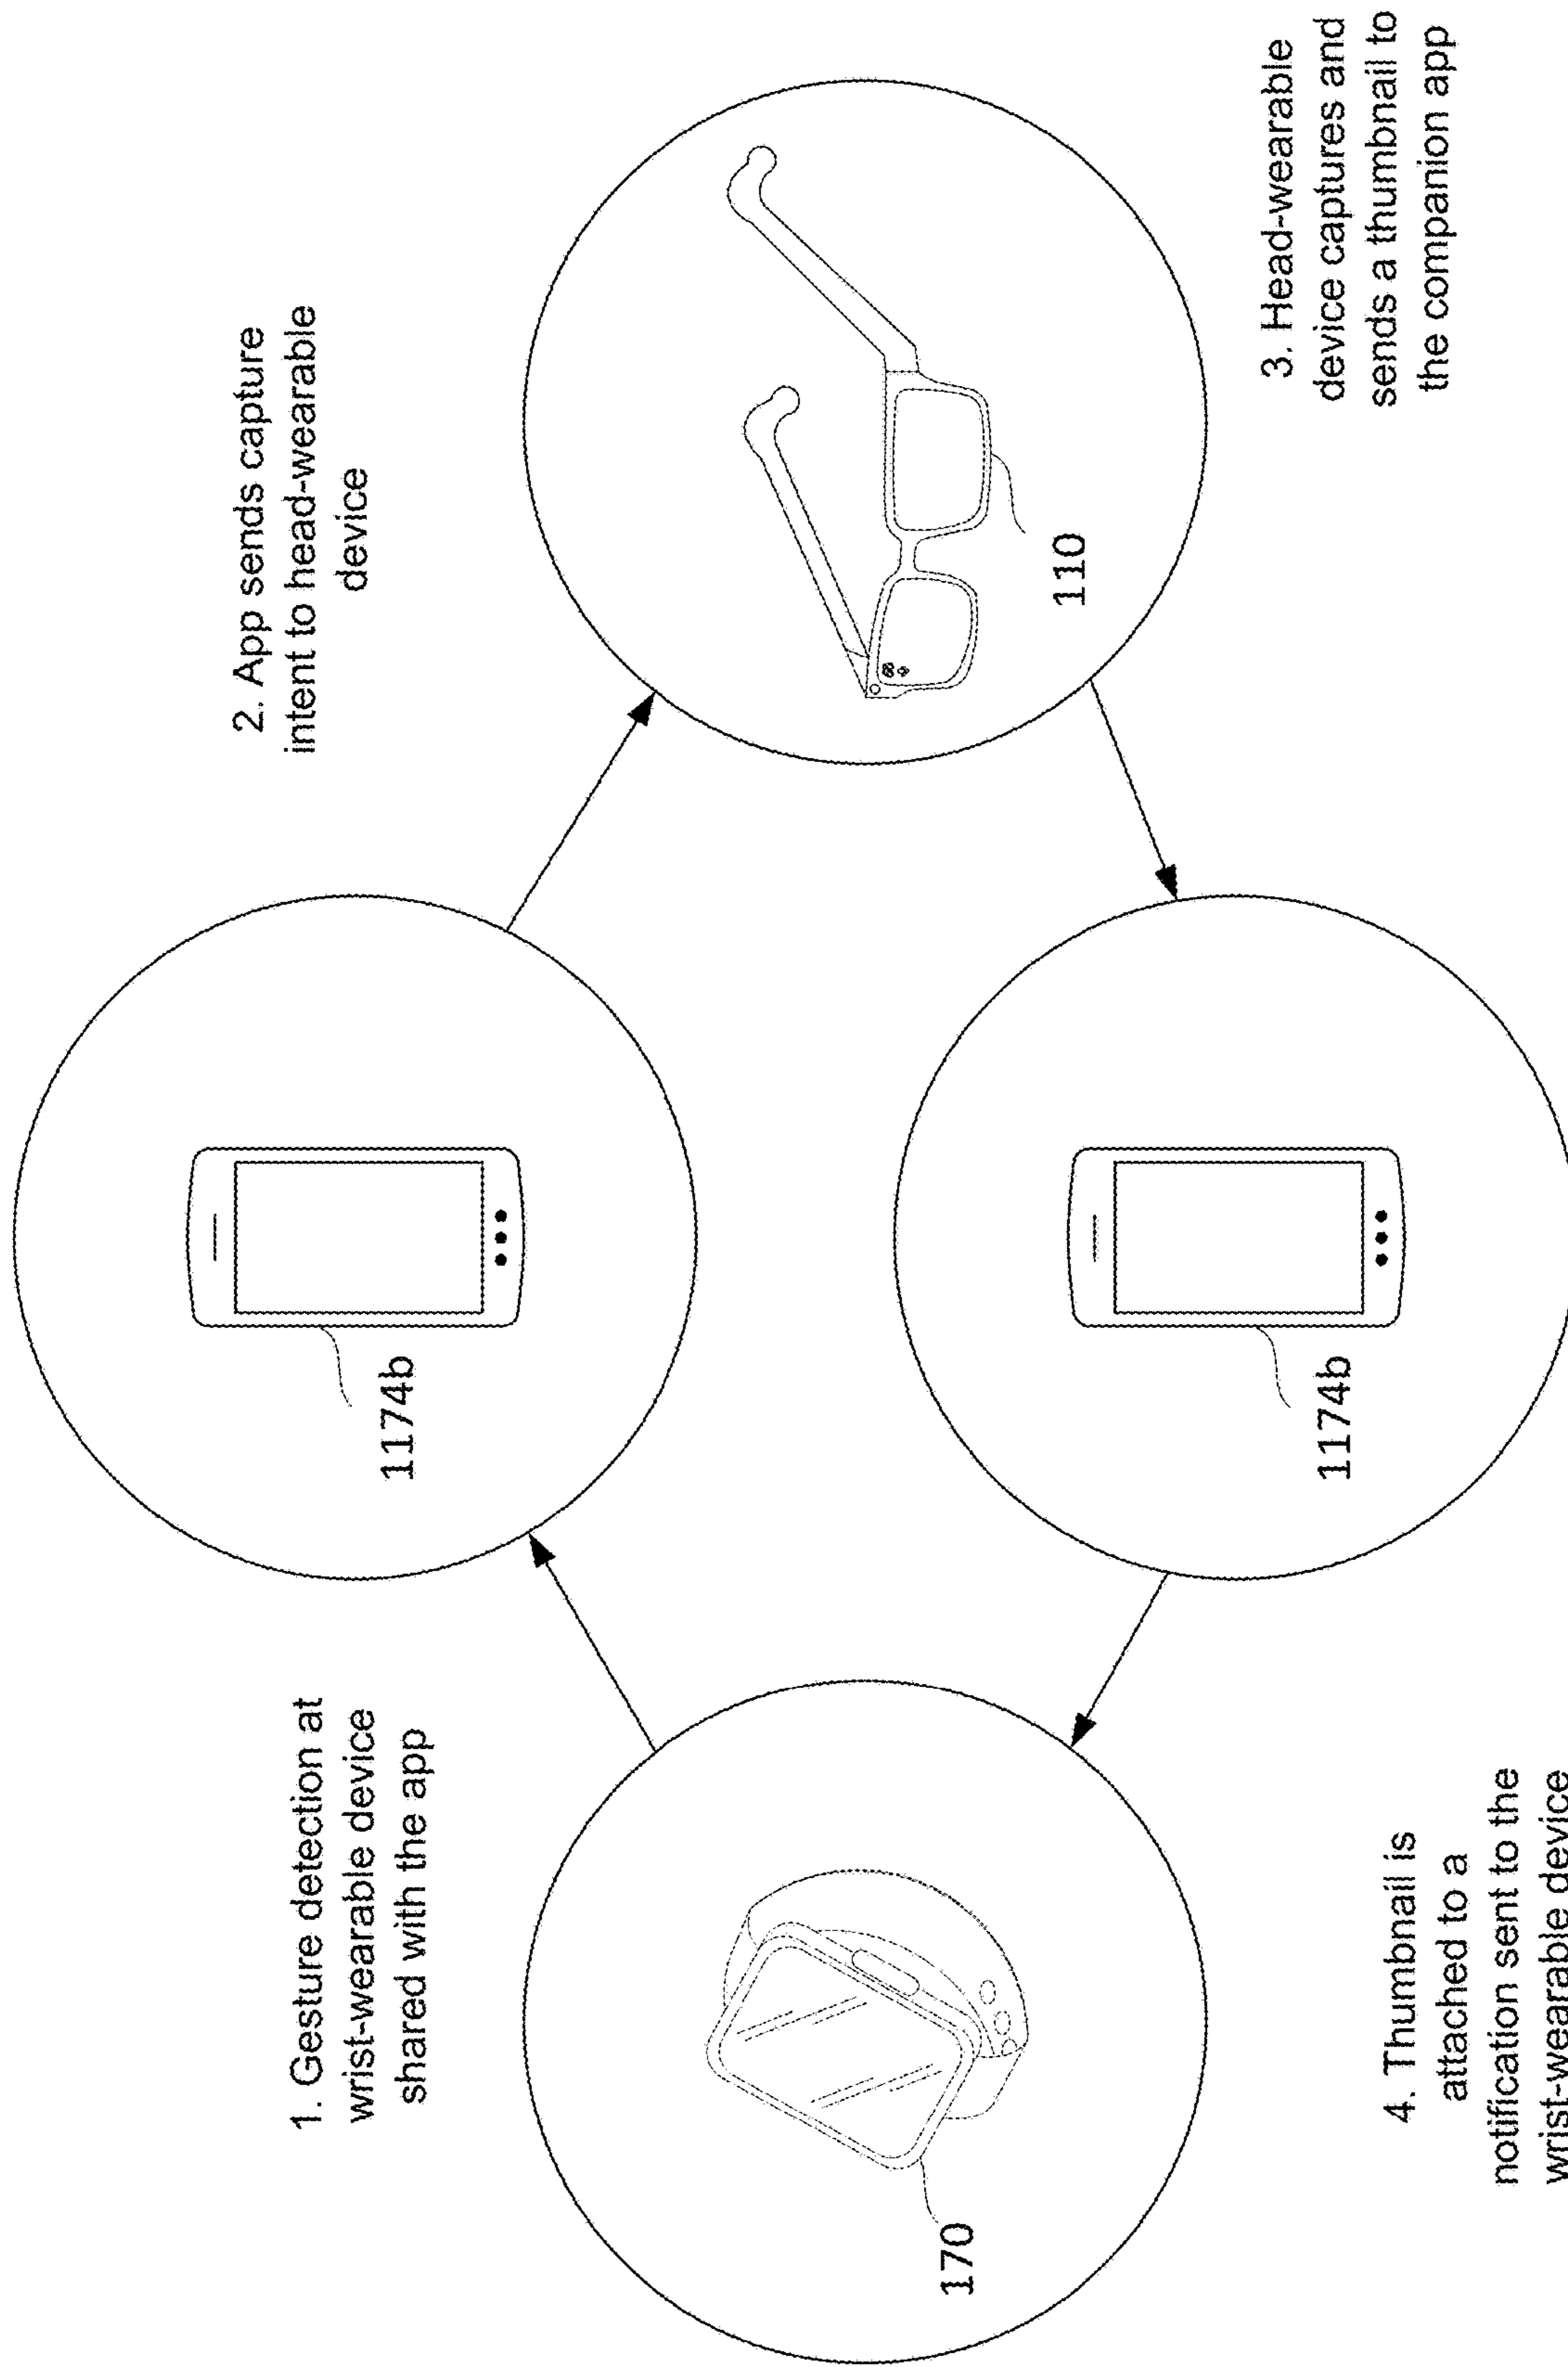 1. Gesture detection at
wrist-wearable device
shared with the app
2. App sends capture
intent to head-wearable
device
1174b
170
110
1174b
4. Thumbnail is
attached to a
notification sent to the
wrist-wearable device
3. Head-wearable
device captures and
sends a thumbnail to
the companion app